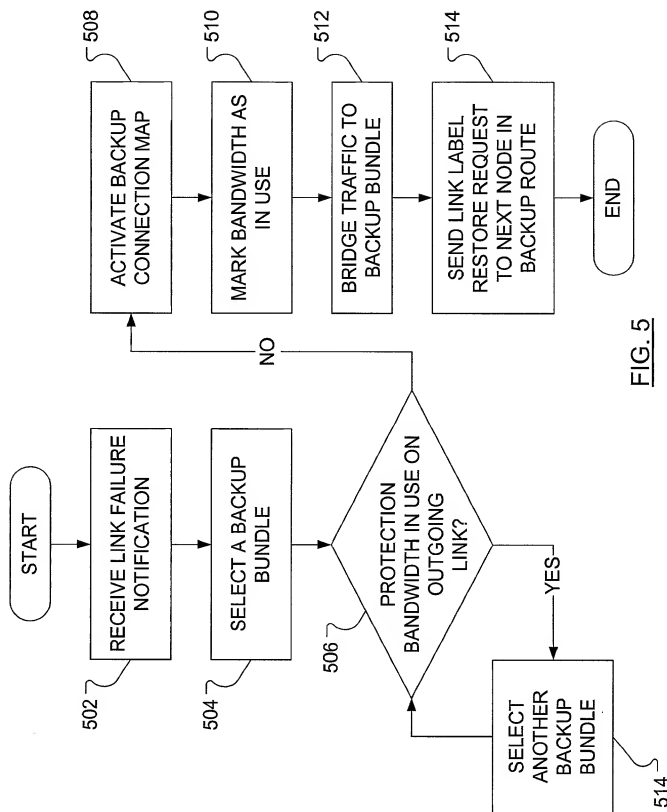 START
RECEIVE LINK FAILURE
NOTIFICATION
502
SELECT A BACKUP
BUNDLE
504
PROTECTION
BANDWIDTH IN USE ON
OUTGOING
LINK?
506
YES
SELECT
ANOTHER
BACKUP
BUNDLE
514
NO
ACTIVATE BACKUP
CONNECTION MAP
508
MARK BANDWIDTH AS
IN USE
510
BRIDGE TRAFFIC TO
BACKUP BUNDLE
512
SEND LINK LABEL
RESTORE REQUEST
TO NEXT NODE IN
BACKUP ROUTE
514
END
FIG. 5